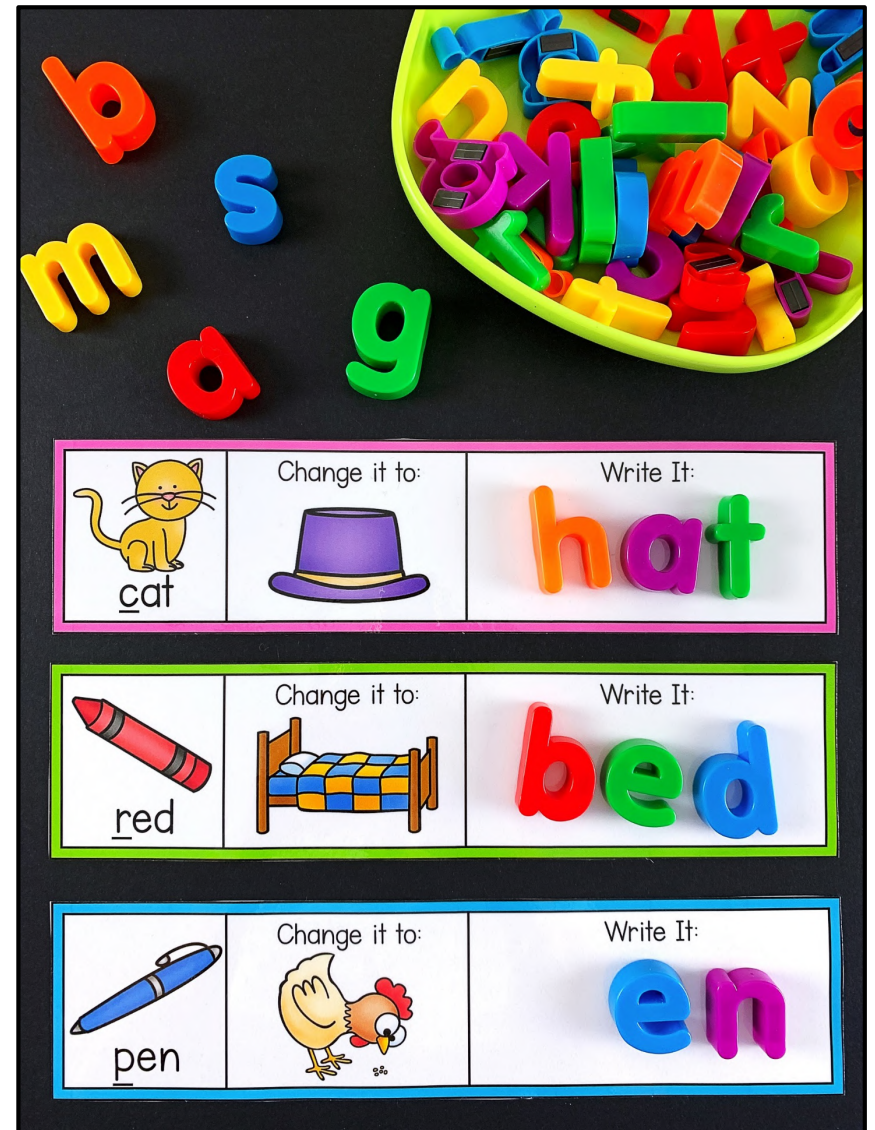 b
s
m
g
a
cat
Change it to:
Write It:
hat
red
Change it to:
Write It:
bed
pen
Change it to:
Write It:
en